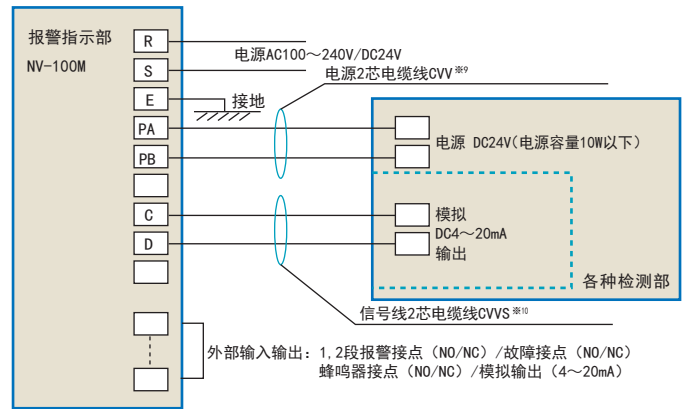 报警指示部
NV-100M
R
S
E
PA
PB
C
D
电源AC100～240V/DC24V
电源2芯电缆线CVV※9
接地
电源 DC24V(电源容量10W以下)
模拟
DC4～20mA
输出
各种检测部
信号线2芯电缆线CVVS※10
外部输入输出：1,2段报警接点（NO/NC）/故障接点（NO/NC）
蜂鸣器接点（NO/NC）/模拟输出（4～20mA）